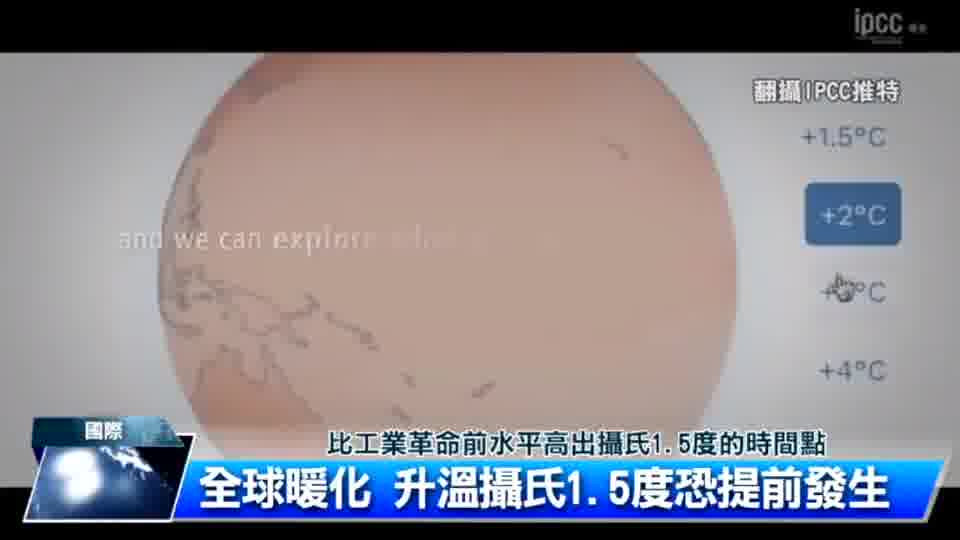 ipcc
翻攝IPCC推特
+1.5°C
+2°C
and we can explore
°C
+4°C
國際
比工業革命前水平高出攝氏1.5度的時間點
全球暖化 升溫攝氏1.5度恐提前發生